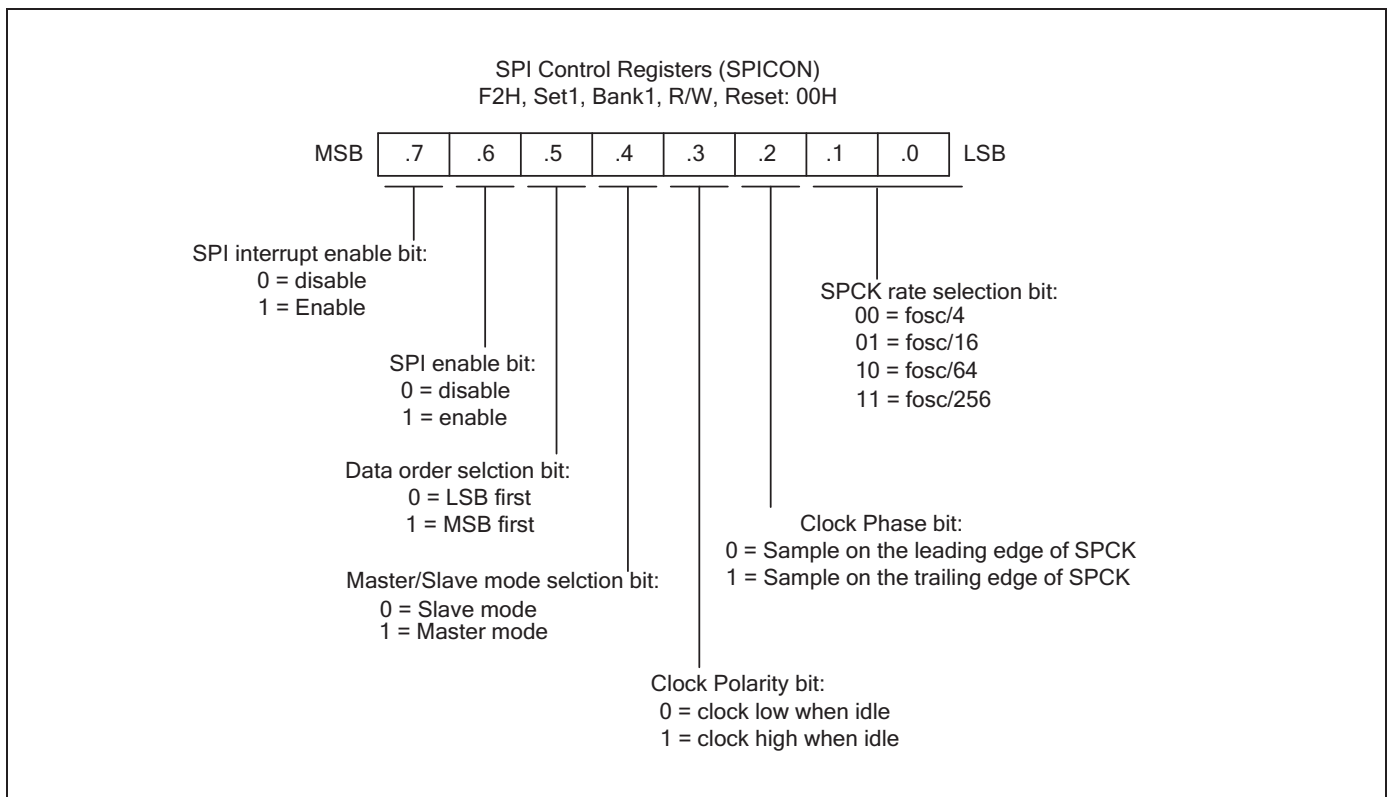 SPI Control Registers (SPICON)
F2H, Set1, Bank1, R/W, Reset: 00H
MSB .7 .6 .5 .4 .3 .2 .1 .0 LSB
SPI interrupt enable bit:
0 = disable
1 = Enable
SPCK rate selection bit:
00 = fosc/4
01 = fosc/16
10 = fosc/64
11 = fosc/256
SPI enable bit:
0 = disable
1 = enable
Data order selction bit:
0 = LSB first
1 = MSB first
Clock Phase bit:
0 = Sample on the leading edge of SPCK
1 = Sample on the trailing edge of SPCK
Master/Slave mode selction bit:
0 = Slave mode
1 = Master mode
Clock Polarity bit:
0 = clock low when idle
1 = clock high when idle